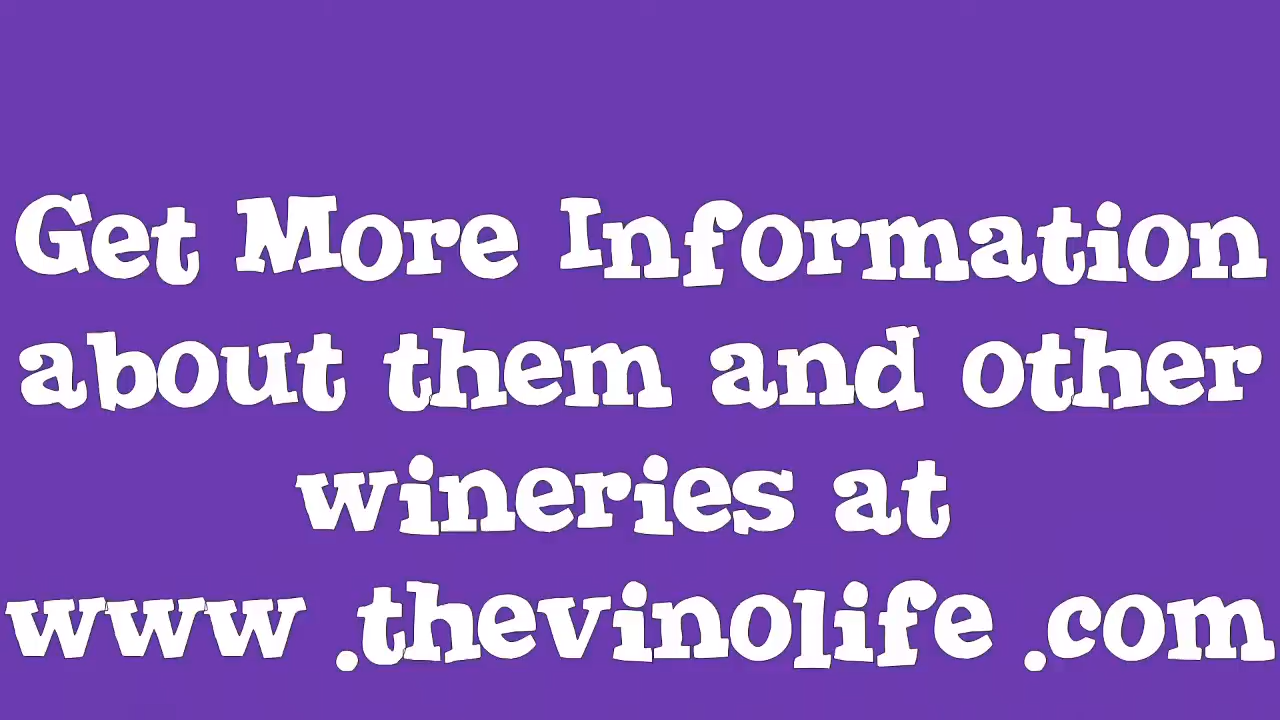 Get More Information
about them and other
wineries at
www .thevinolife .com